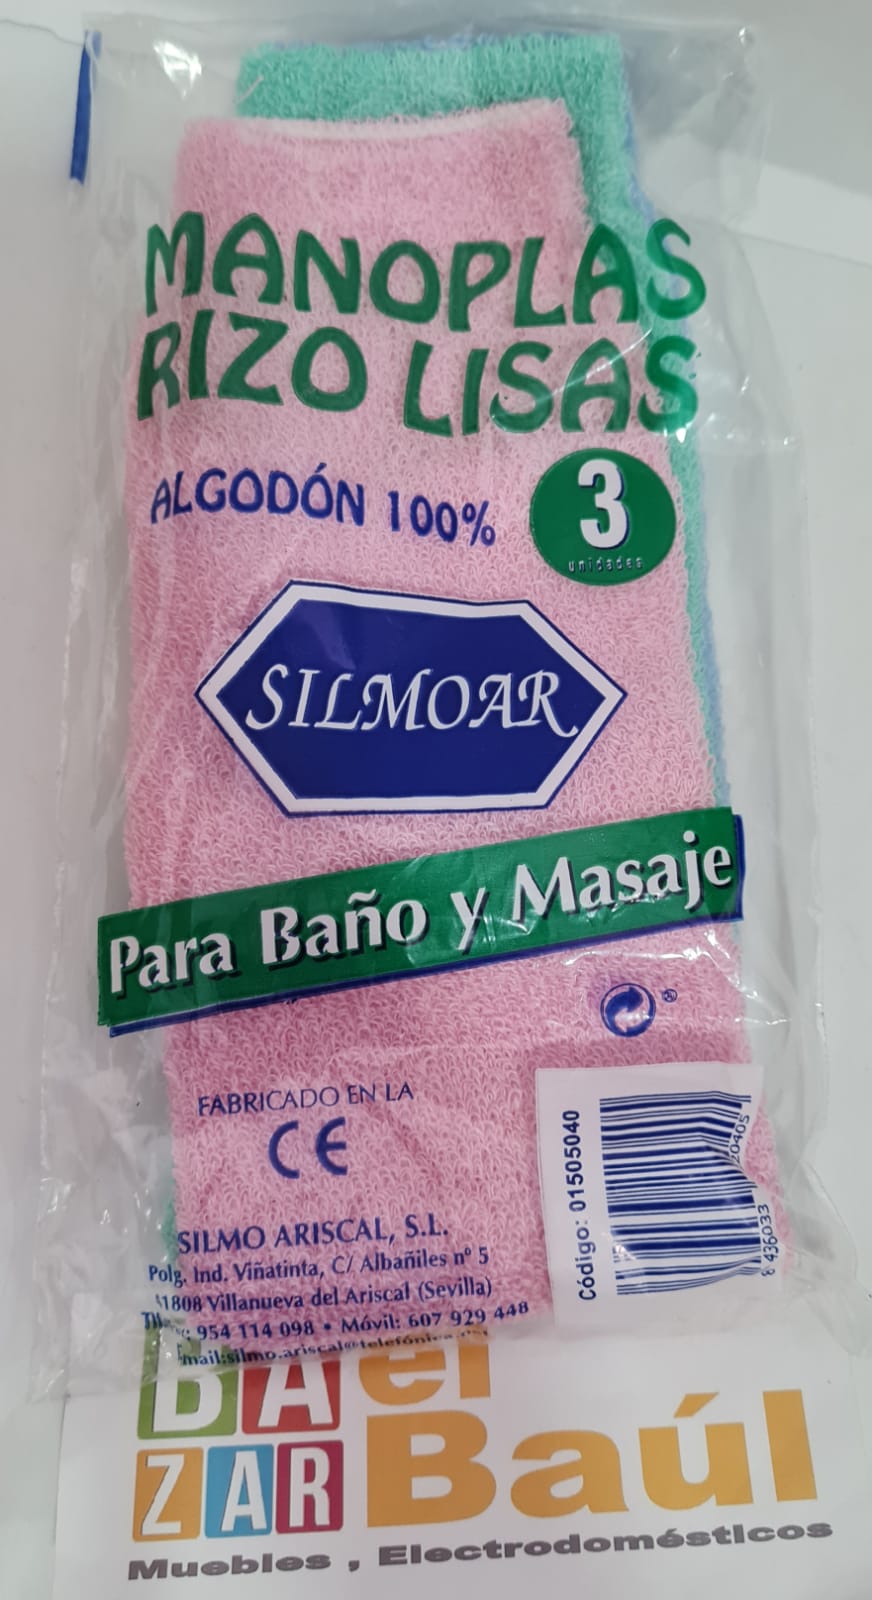 MANOPLAS
RIZO LISAS
ALGODÓN 100%
3
unidades
SILMOAR
Para Baño y Masaje
®
FABRICADO EN LA
CE
SILMO ARISCAL, S.L.
Polg. Ind. Viñatinta, C/ Albañiles nº 5
41808 Villanueva del Ariscal (Sevilla)
954 114 098 • Móvil: 607 929 448
Código: 01505040
8 436033
20405
BA
ZAR
el
Baúl
Muebles , Electrodomésticos